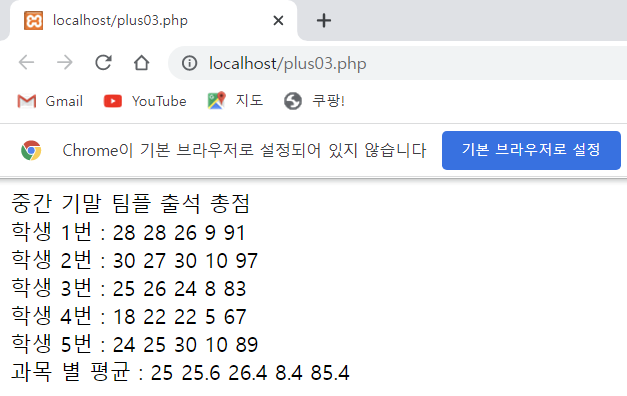 localhost/plus03.php
localhost/plus03.php
Gmail YouTube 지도 쿠팡!
Chrome이 기본 브라우저로 설정되어 있지 않습니다 기본 브라우저로 설정
중간 기말 팀플 출석 총점
학생 1번 : 28 28 26 9 91
학생 2번 : 30 27 30 10 97
학생 3번 : 25 26 24 8 83
학생 4번 : 18 22 22 5 67
학생 5번 : 24 25 30 10 89
과목 별 평균 : 25 25.6 26.4 8.4 85.4